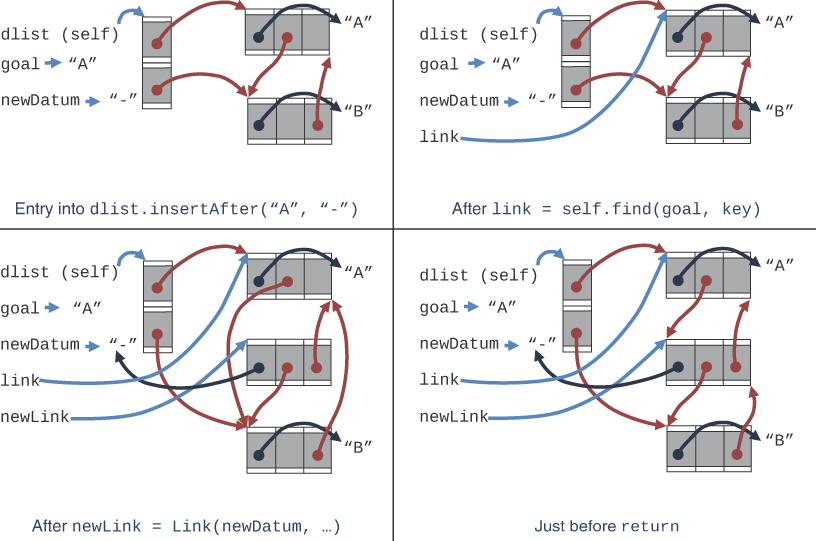 dlist (self)
“A”
goal “A”
newDatum “-”
“B”
Entry into dlist.insertAfter(“A”, “-”)
dlist (self)
“A”
goal “A”
newDatum “-”
“B”
link
After link = self.find(goal, key)
dlist (self)
“A”
goal “A”
newDatum “-”
link
newLink
“B”
After newLink = Link(newDatum, …)
dlist (self)
“A”
goal “A”
newDatum “-”
link
newLink
“B”
Just before return